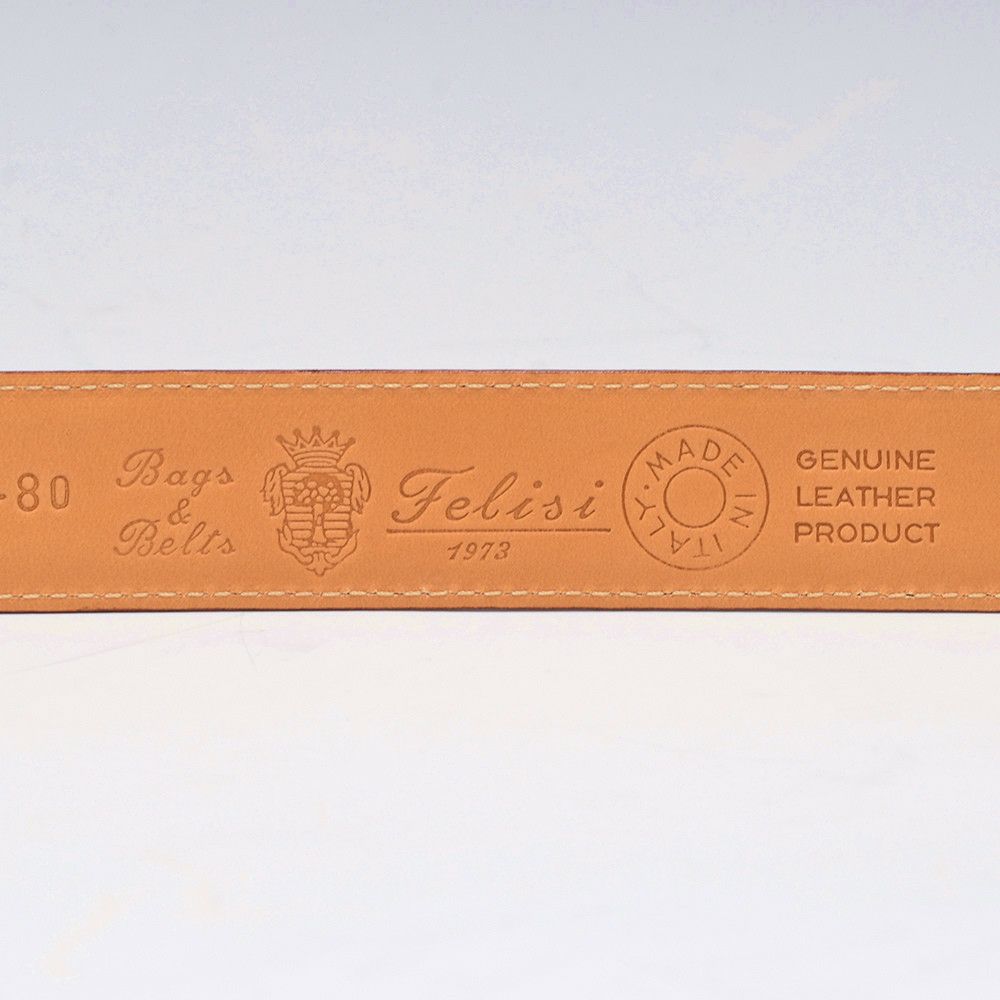 -80
Bags
&
Belts
Felisi
1973
MADE IN ITALY
GENUINE
LEATHER
PRODUCT